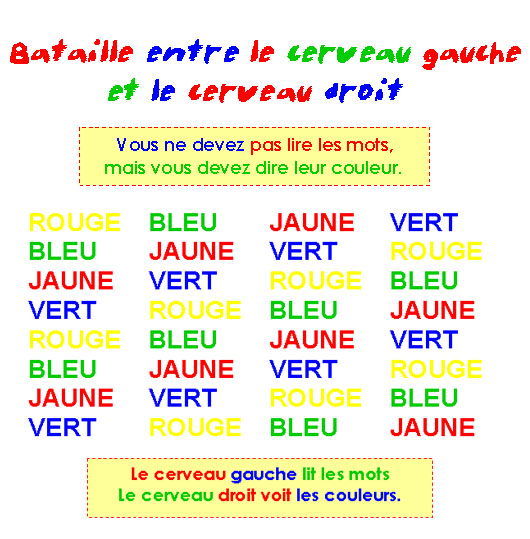 Bataille entre le cerveau gauche
et le cerveau droit
Vous ne devez pas lire les mots,
mais vous devez dire leur couleur.
ROUGE BLEU JAUNE VERT
BLEU JAUNE VERT ROUGE
JAUNE VERT ROUGE BLEU
VERT ROUGE BLEU JAUNE
ROUGE BLEU JAUNE VERT
BLEU JAUNE VERT ROUGE
JAUNE VERT ROUGE BLEU
VERT ROUGE BLEU JAUNE
Le cerveau gauche lit les mots
Le cerveau droit voit les couleurs.